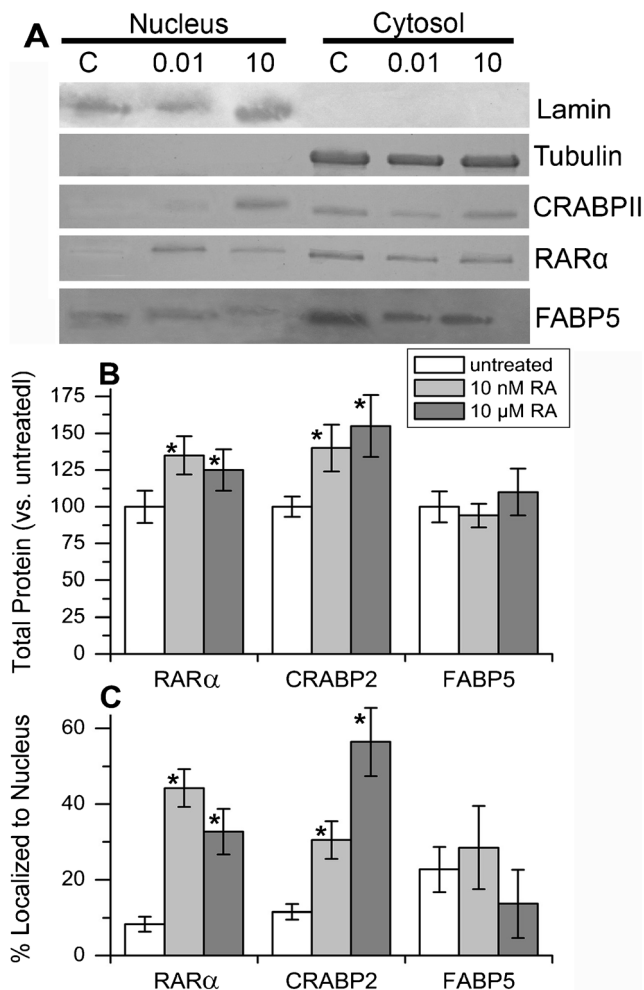 A
Nucleus Cytosol
C 0.01 10 C 0.01 10
Lamin
Tubulin
CRABPII
RARα
FABP5
B
untreated
10 nM RA
10 µM RA
Total Protein (vs. untreatedl)
175
150
125
100
75
50
25
0
* * * *
RARα CRABP2 FABP5
C
% Localized to Nucleus
60
40
20
0
* * * *
RARα CRABP2 FABP5